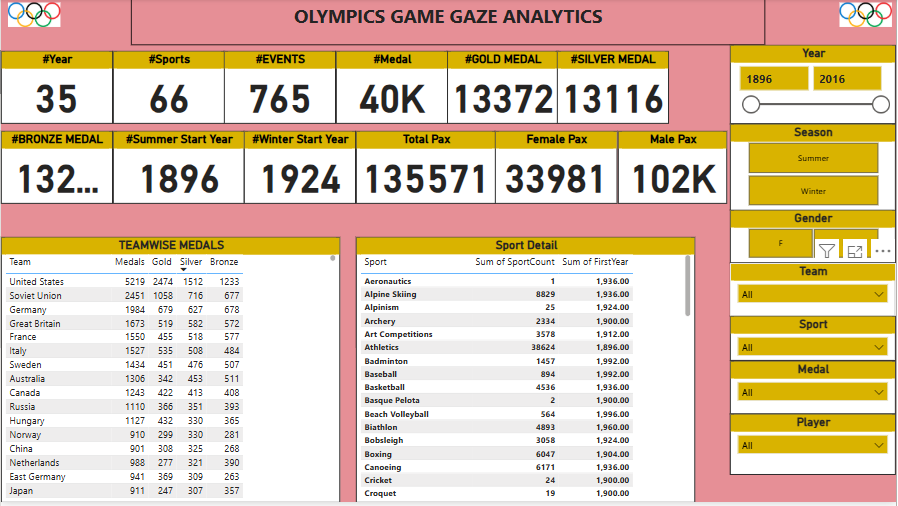 OLYMPICS GAME GAZE ANALYTICS
#Year #Sports #EVENTS #Medal #GOLD MEDAL #SILVER MEDAL
35 66 765 40K 13372 13116
#BRONZE MEDAL #Summer Start Year #Winter Start Year Total Pax Female Pax Male Pax
132... 1896 1924 135571 33981 102K
Year
1896 2016
Season
Summer
Winter
Gender
F
Team
All
Sport
All
Medal
All
Player
All
TEAMWISE MEDALS
Team Medals Gold Silver Bronze
United States 5219 2474 1512 1233
Soviet Union 2451 1058 716 677
Germany 1984 679 627 678
Great Britain 1673 519 582 572
France 1550 455 518 577
Italy 1527 535 508 484
Sweden 1434 451 476 507
Australia 1306 342 453 511
Canada 1243 422 413 408
Russia 1110 366 351 393
Hungary 1127 432 330 365
Norway 910 299 330 281
China 901 308 325 268
Netherlands 988 277 321 390
East Germany 941 369 309 263
Japan 911 247 307 357
Sport Detail
Sport Sum of SportCount Sum of FirstYear
Aeronautics 1 1,936.00
Alpine Skiing 8829 1,936.00
Alpinism 25 1,924.00
Archery 2334 1,900.00
Art Competitions 3578 1,912.00
Athletics 38624 1,896.00
Badminton 1457 1,992.00
Baseball 894 1,992.00
Basketball 4536 1,936.00
Basque Pelota 2 1,900.00
Beach Volleyball 564 1,996.00
Biathlon 4893 1,960.00
Bobsleigh 3058 1,924.00
Boxing 6047 1,904.00
Canoeing 6171 1,936.00
Cricket 24 1,900.00
Croquet 19 1,900.00